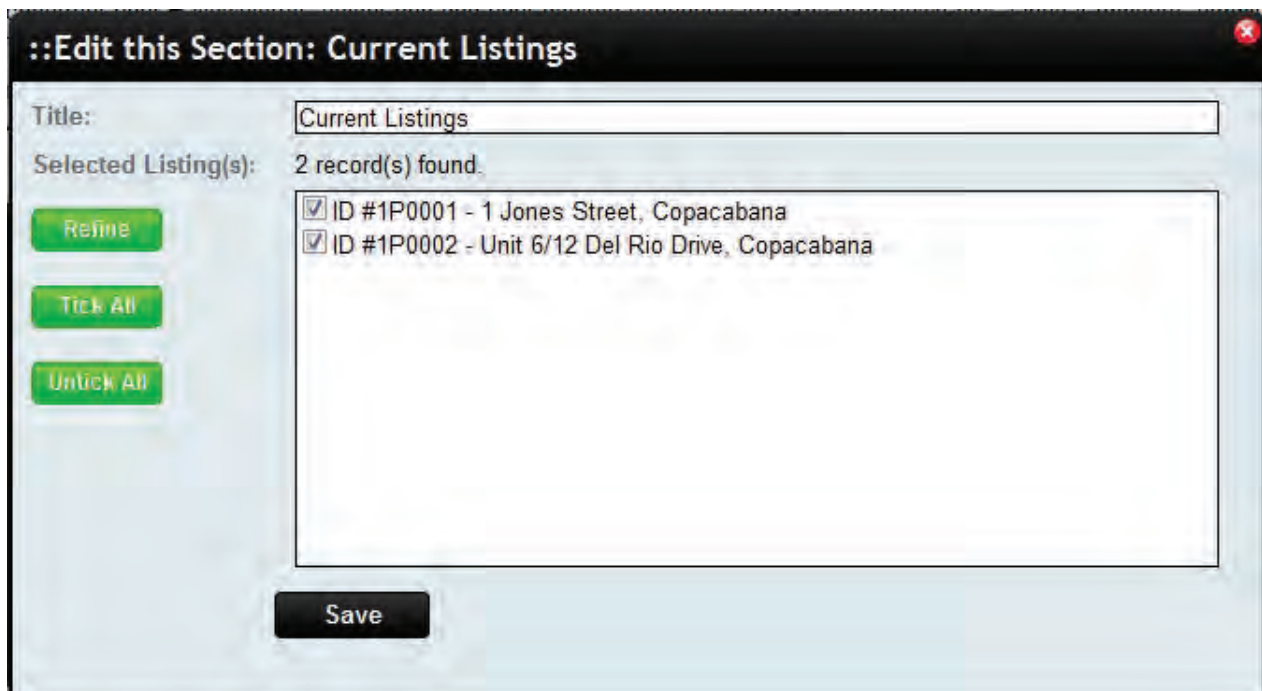 ::Edit this Section: Current Listings
Title:
Current Listings
Selected Listing(s):
2 record(s) found.
Refine
Tick All
Untick All
ID #1P0001 - 1 Jones Street, Copacabana
ID #1P0002 - Unit 6/12 Del Rio Drive, Copacabana
Save